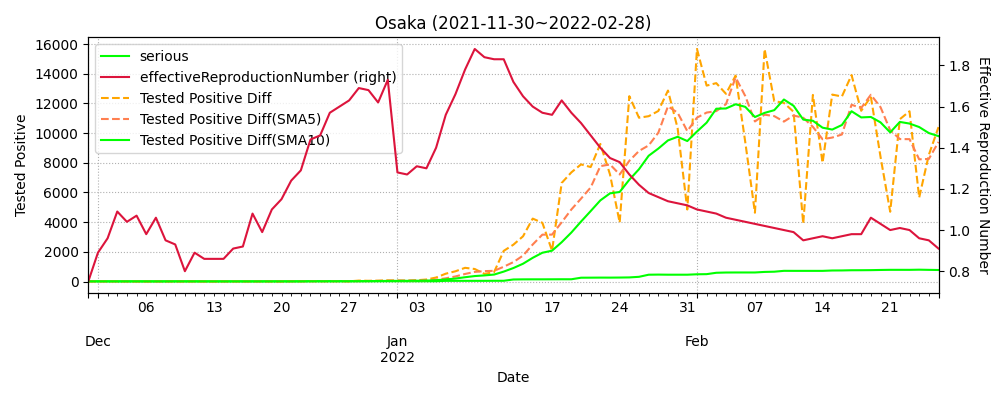 Osaka (2021-11-30~2022-02-28)
serious
effectiveReproductionNumber (right)
Tested Positive Diff
Tested Positive Diff(SMA5)
Tested Positive Diff(SMA10)
Tested Positive
16000
14000
12000
10000
8000
6000
4000
2000
0
1.8
1.6
1.4
1.2
1.0
0.8
Effective Reproduction Number
06 13 20 27 03 10 17 24 31 07 14 21
Dec Jan Feb
2022
Date